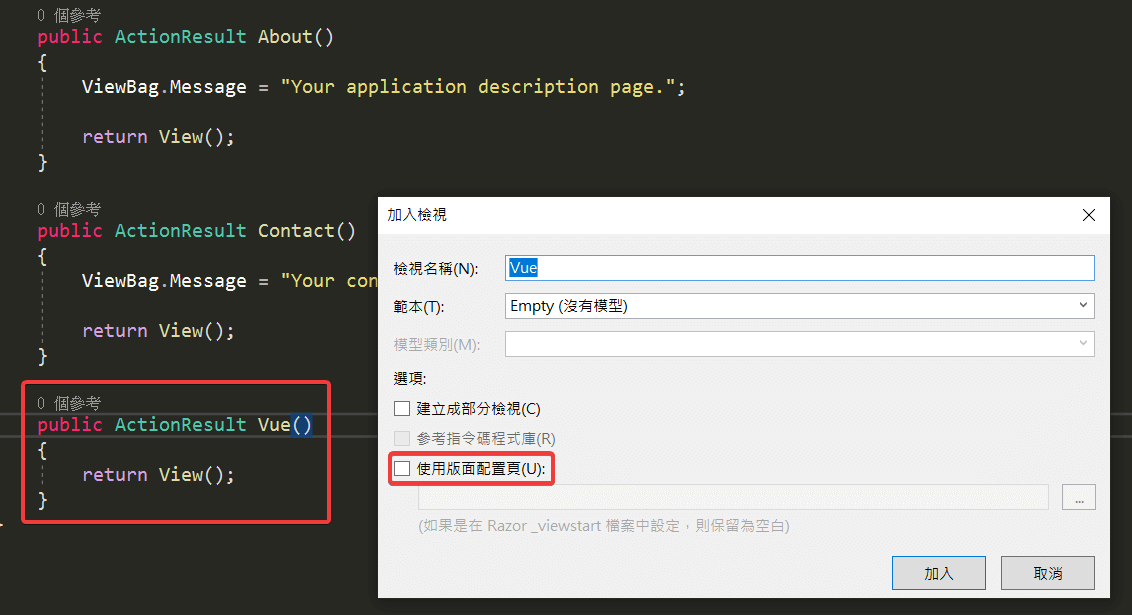 0 個參考
public ActionResult About()
{
ViewBag.Message = "Your application description page.";
return View();
}
0 個參考
public ActionResult Contact()
{
ViewBag.Message = "Your con
return View();
}
0 個參考
public ActionResult Vue()
{
return View();
}
加入檢視
檢視名稱(N):
Vue
範本(T):
Empty (沒有模型)
模型類別(M):
選項:
建立成部分檢視(C)
參考指令碼程式庫(R)
使用版面配置頁(U):
...
(如果是在 Razor _viewstart 檔案中設定，則保留為空白)
加入
取消